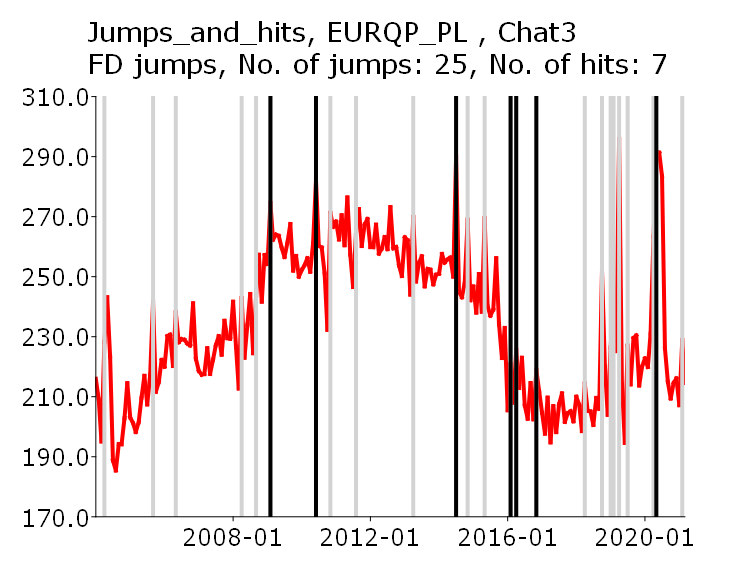 Jumps_and_hits, EURQP_PL , Chat3
FD jumps, No. of jumps: 25, No. of hits: 7
310.0
290.0
270.0
250.0
230.0
210.0
190.0
170.0
2008-01 2012-01 2016-01 2020-01